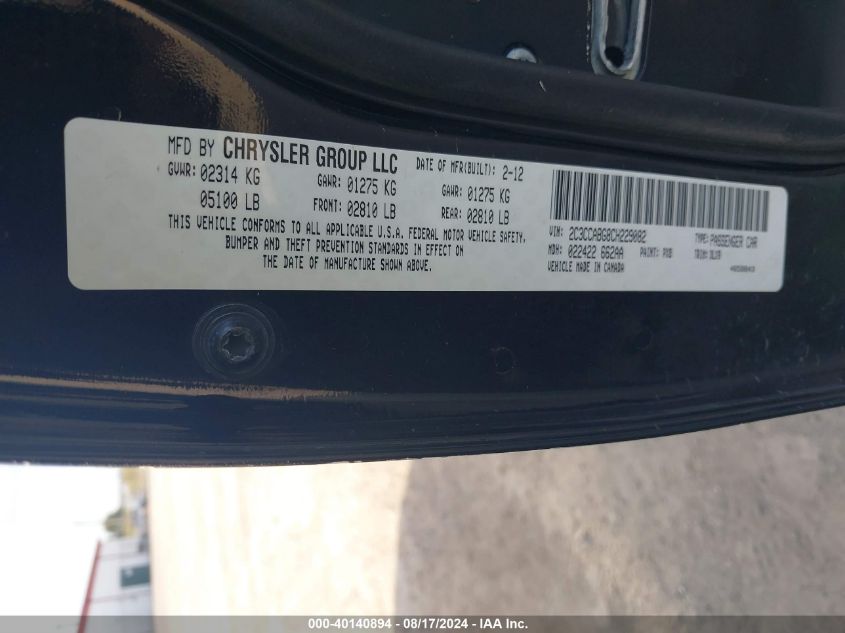 MFD BY CHRYSLER GROUP LLC
DATE OF MFR(BUILT): 2-12
GVWR: 02314 KG
GAWR: 01275 KG
GAWR: 01275 KG
05100 LB
FRONT: 02810 LB
REAR: 02810 LB
THIS VEHICLE CONFORMS TO ALL APPLICABLE U.S.A. FEDERAL MOTOR VEHICLE SAFETY,
BUMPER AND THEFT PREVENTION STANDARDS IN EFFECT ON
THE DATE OF MANUFACTURE SHOWN ABOVE.
VIN: 2C3CCABG8CH229082
TYPE: PASSENGER CAR
MDH: 022422 662AA
PAINT: PXB
TRIM:
VEHICLE MADE IN CANADA
000-40140894 - 08/17/2024 - IAA Inc.